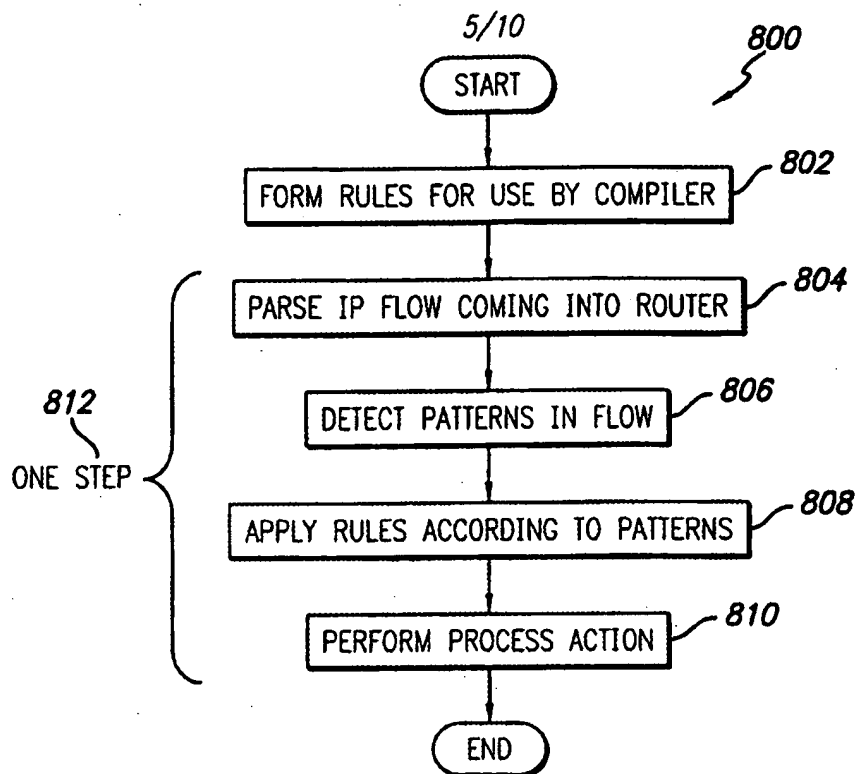 5/10
800
START
802
FORM RULES FOR USE BY COMPILER
804
PARSE IP FLOW COMING INTO ROUTER
806
DETECT PATTERNS IN FLOW
812
ONE STEP
808
APPLY RULES ACCORDING TO PATTERNS
810
PERFORM PROCESS ACTION
END